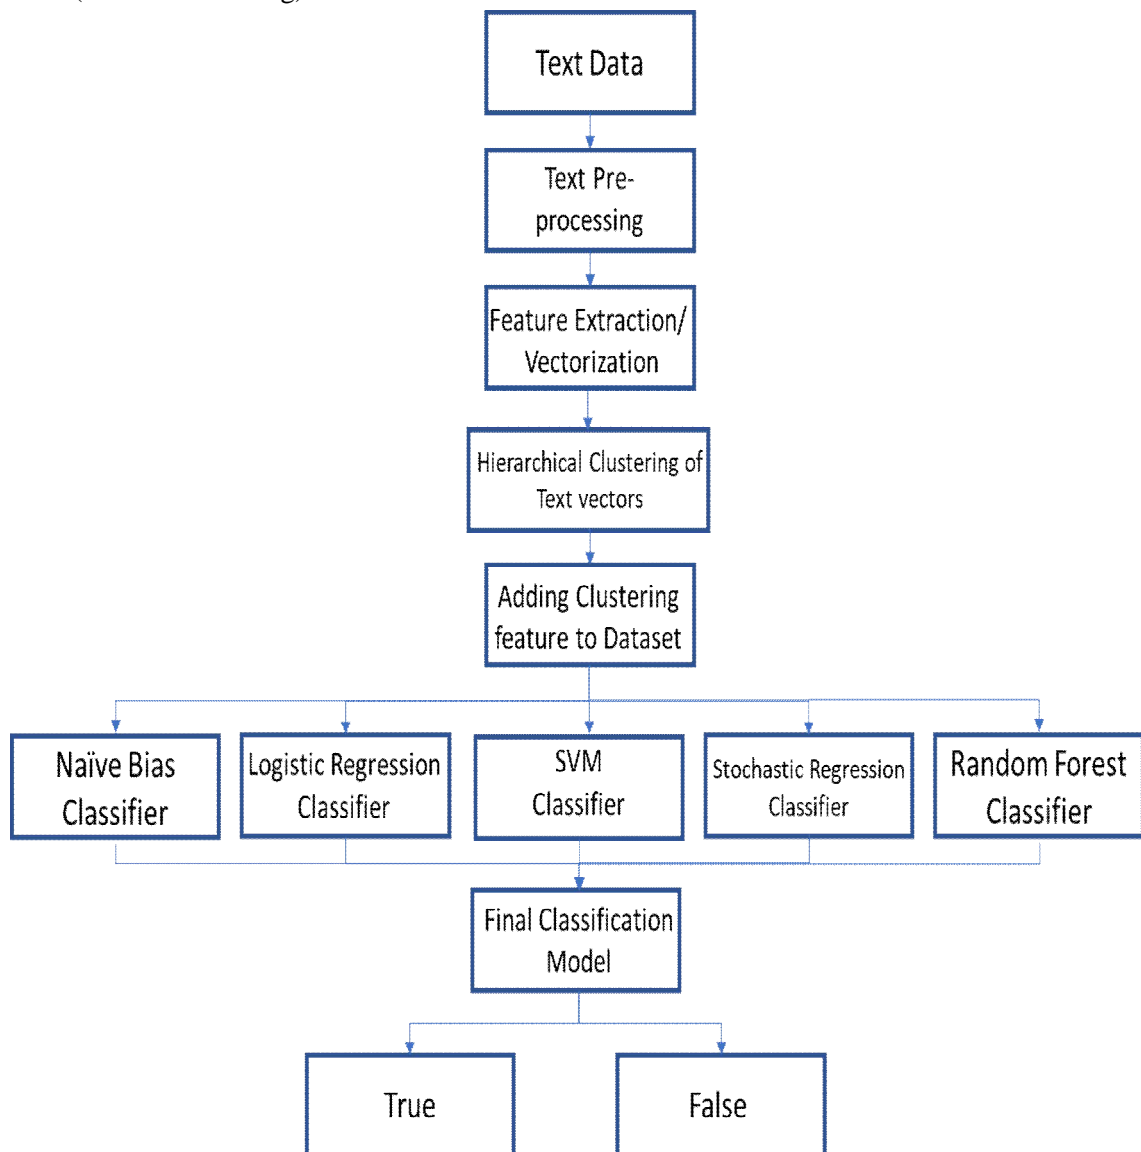 Text Data
Text Pre-
processing
Feature Extraction/
Vectorization
Hierarchical Clustering of
Text vectors
Adding Clustering
feature to Dataset
Naïve Bias
Classifier
Logistic Regression
Classifier
SVM
Classifier
Stochastic Regression
Classifier
Random Forest
Classifier
Final Classification
Model
True
False